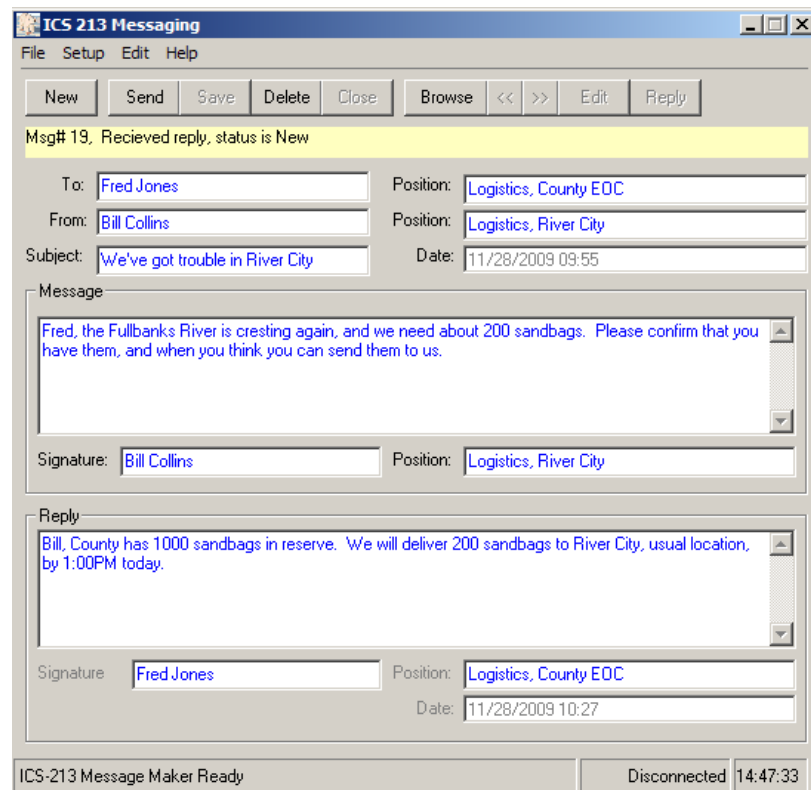 ICS 213 Messaging
File Setup Edit Help
New Send Save Delete Close Browse << >> Edit Reply
Msg# 19, Recieved reply, status is New
To: Fred Jones Position: Logistics, County EOC
From: Bill Collins Position: Logistics, River City
Subject: We've got trouble in River City Date: 11/28/2009 09:55
Message
Fred, the Fullbanks River is cresting again, and we need about 200 sandbags. Please confirm that you
have them, and when you think you can send them to us.
Signature: Bill Collins Position: Logistics, River City
Reply
Bill, County has 1000 sandbags in reserve. We will deliver 200 sandbags to River City, usual location,
by 1:00PM today.
Signature Fred Jones Position: Logistics, County EOC
Date: 11/28/2009 10:27
ICS-213 Message Maker Ready Disconnected 14:47:33